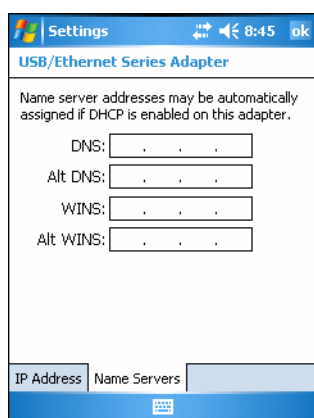 Settings 8:45 ok
USB/Ethernet Series Adapter
Name server addresses may be automatically
assigned if DHCP is enabled on this adapter.
DNS: . . .
Alt DNS: . . .
WINS: . . .
Alt WINS: . . .
IP Address Name Servers